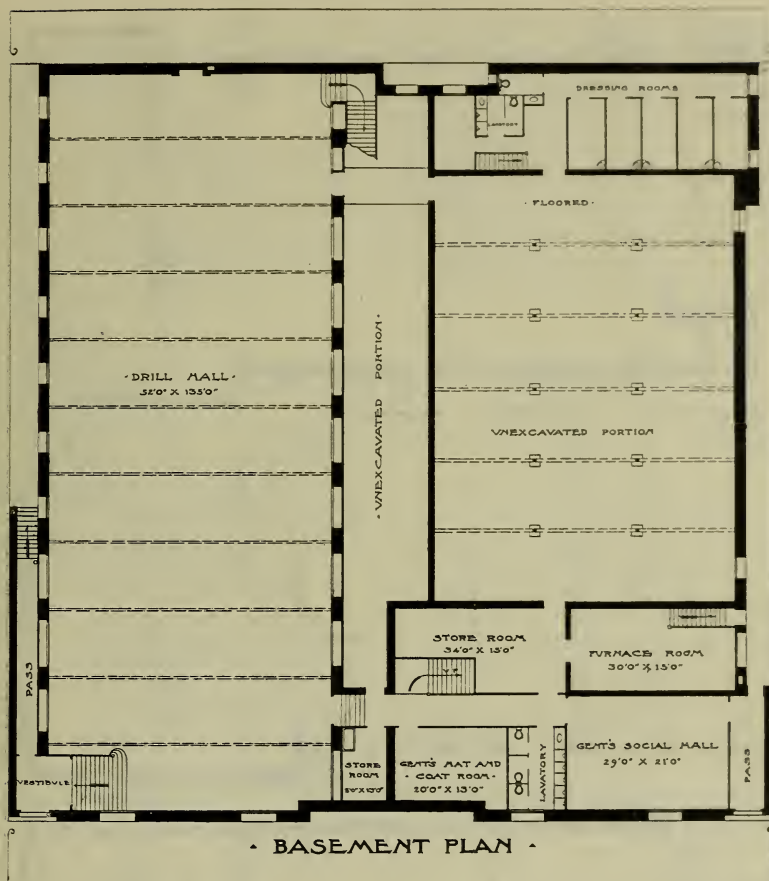 DRESSING ROOMS
LAVATORY
· FLOORED ·
· DRILL HALL ·
52'0" X 135'0"
· UNEXCAVATED PORTION ·
UNEXCAVATED PORTION
STORE ROOM
34'0" X 15'0"
FURNACE ROOM
30'0" X 15'0"
PASS
VESTIBULE
STORE
ROOM
GENT'S HAT AND
· COAT ROOM ·
20'0" X 13'0"
LAVATORY
GENT'S SOCIAL HALL
29'0" X 21'0"
PASS
· BASEMENT PLAN ·